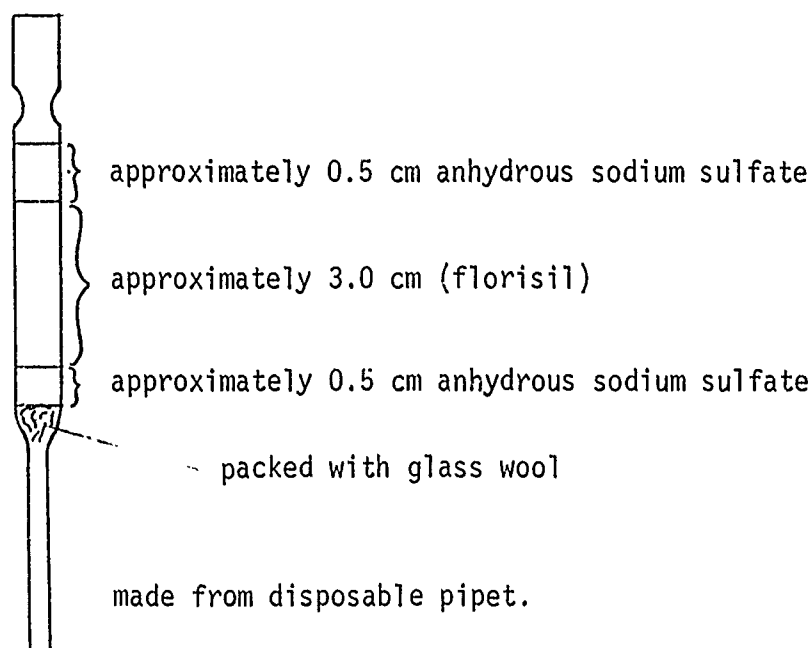 approximately 0.5 cm anhydrous sodium sulfate
approximately 3.0 cm (florisil)
approximately 0.5 cm anhydrous sodium sulfate
packed with glass wool
made from disposable pipet.